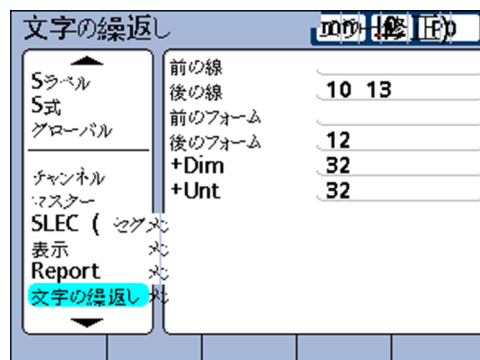 文字の繰返し
Sラベル
S式
グローバル
チャンネル
マスター
SLEC ( セグメ
表示
Report
文字の繰返し
前の線
後の線 10 13
前のフォーム
後のフォーム 12
+Dim 32
+Unt 32